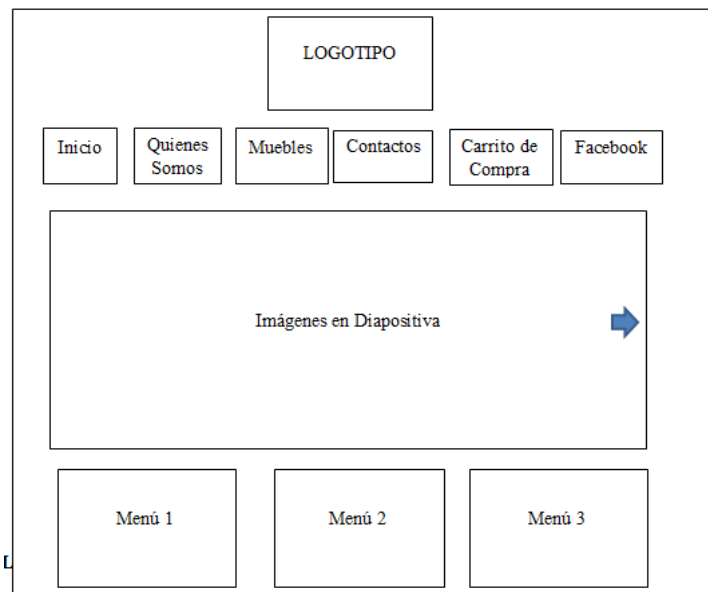 LOGOTIPO
Inicio
Quienes
Somos
Muebles
Contactos
Carrito de
Compra
Facebook
Imágenes en Diapositiva
Menú 1
Menú 2
Menú 3